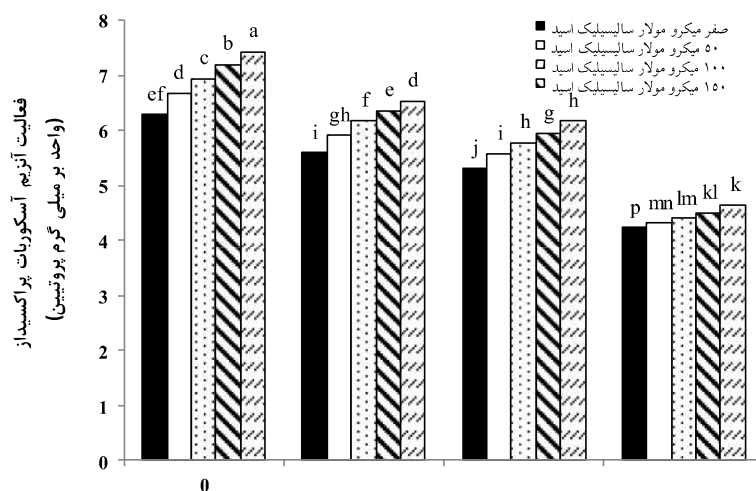 صفر میکرو مولار سالیسیلیک اسید
۵۰ میکرو مولار سالیسیلیک اسید
۱۰۰ میکرو مولار سالیسیلیک اسید
۱۵۰ میکرو مولار سالیسیلیک اسید
فعالیت آنزیم آسکوربات پراکسیداز
(واحد بر میلی گرم پروتیین)
8
7
6
5
4
3
2
1
0
ef d c b a
i gh f e d
j i h g h
p mn lm kl k
0